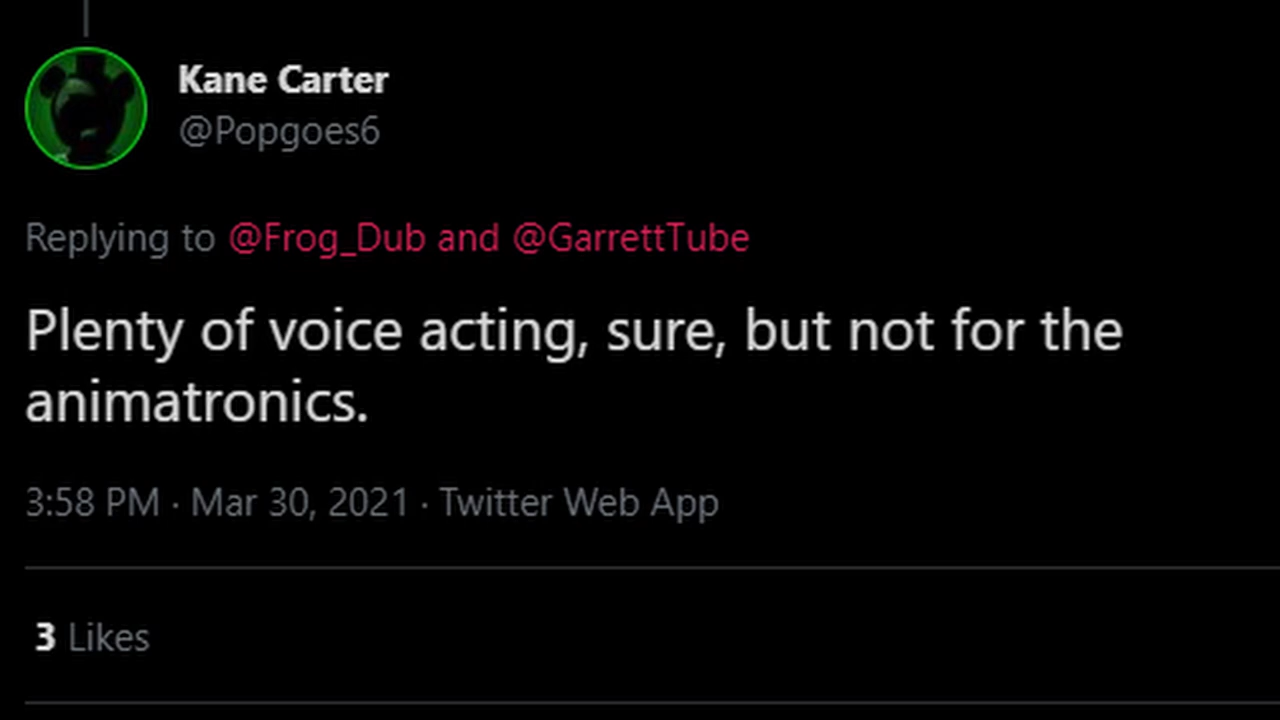 Kane Carter
@Popgoes6
Replying to @Frog_Dub and @GarrettTube
Plenty of voice acting, sure, but not for the
animatronics.
3:58 PM · Mar 30, 2021 · Twitter Web App
3 Likes